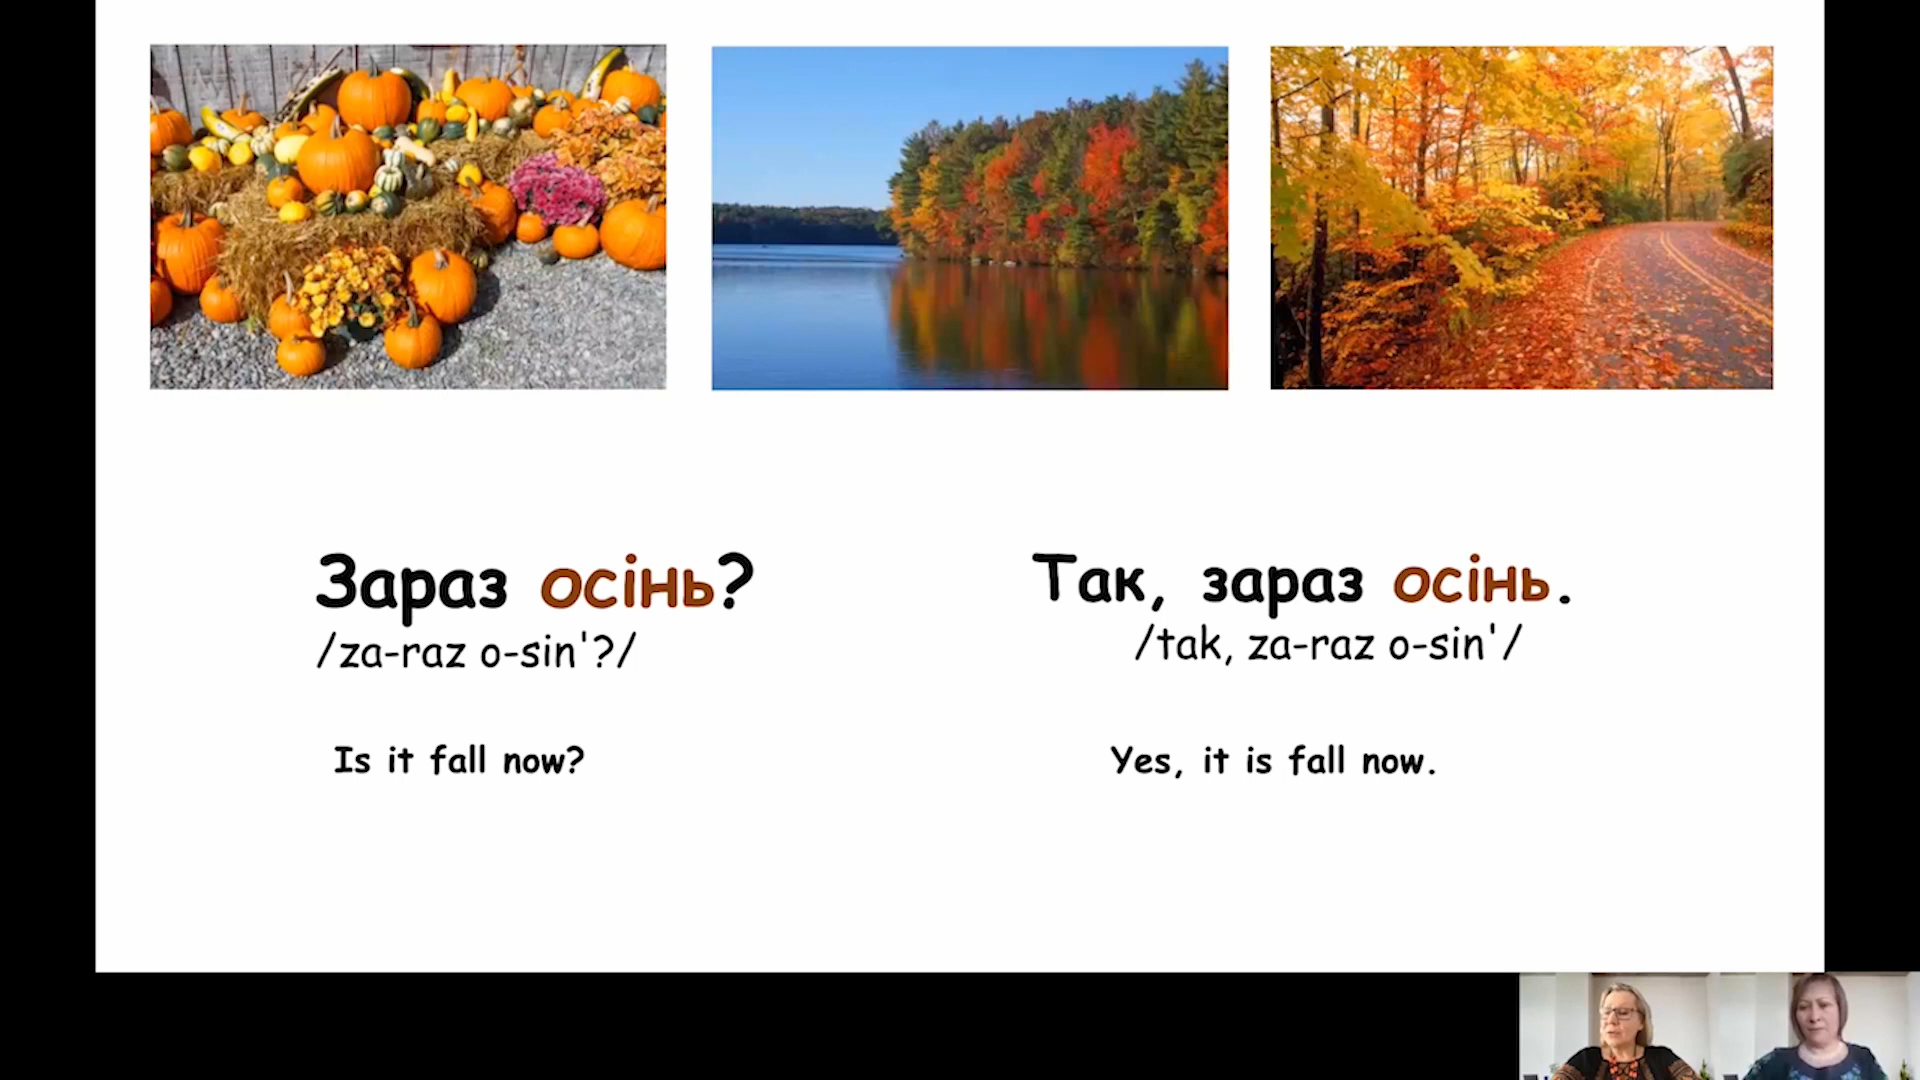 Зараз осінь?
/za-raz o-sin'?/
Is it fall now?
Так, зараз осінь.
/tak, za-raz o-sin'/
Yes, it is fall now.